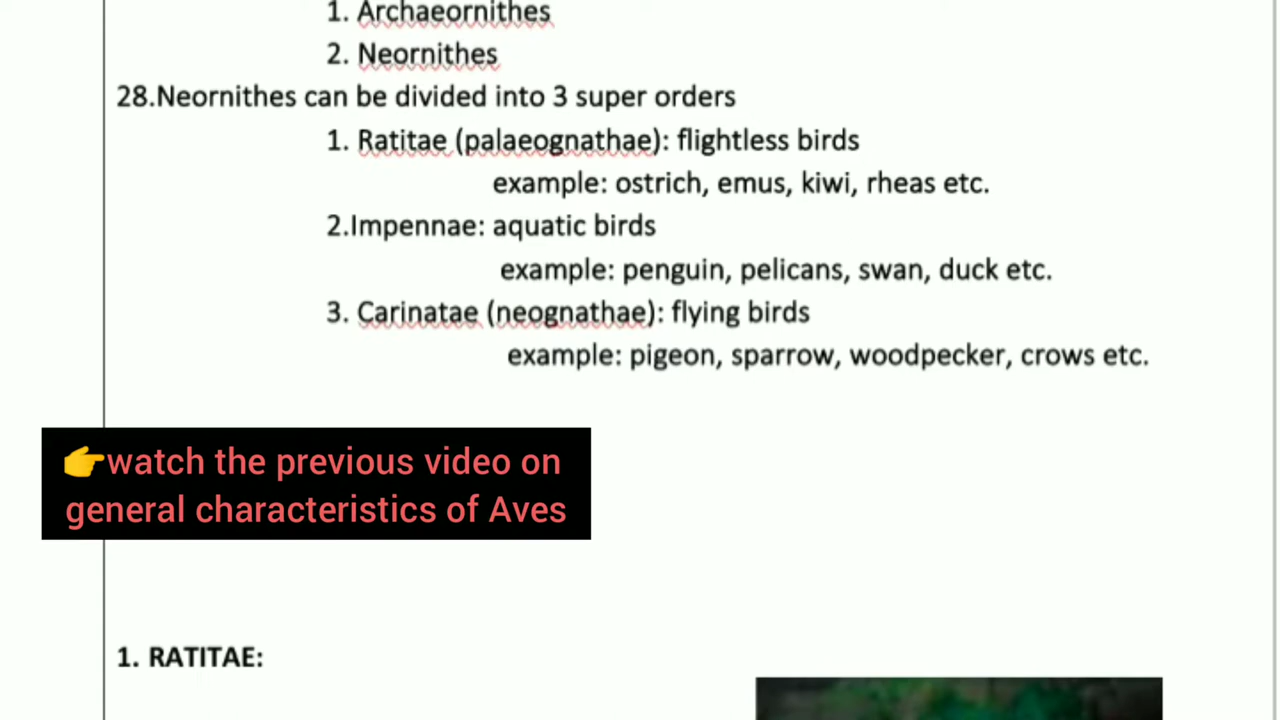 1. Archaeornithes
2. Neornithes
28.Neornithes can be divided into 3 super orders
1. Ratitae (palaeognathae): flightless birds
example: ostrich, emus, kiwi, rheas etc.
2.Impennae: aquatic birds
example: penguin, pelicans, swan, duck etc.
3. Carinatae (neognathae): flying birds
example: pigeon, sparrow, woodpecker, crows etc.
👉watch the previous video on
general characteristics of Aves
1. RATITAE: